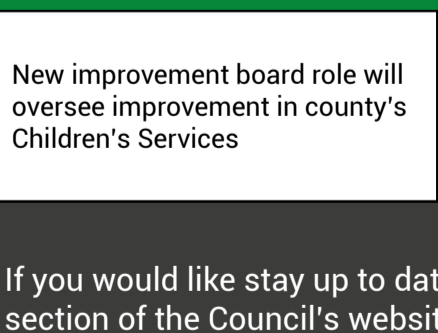 New improvement board role will
oversee improvement in county's
Children's Services
If you would like stay up to dat
section of the Council's websit